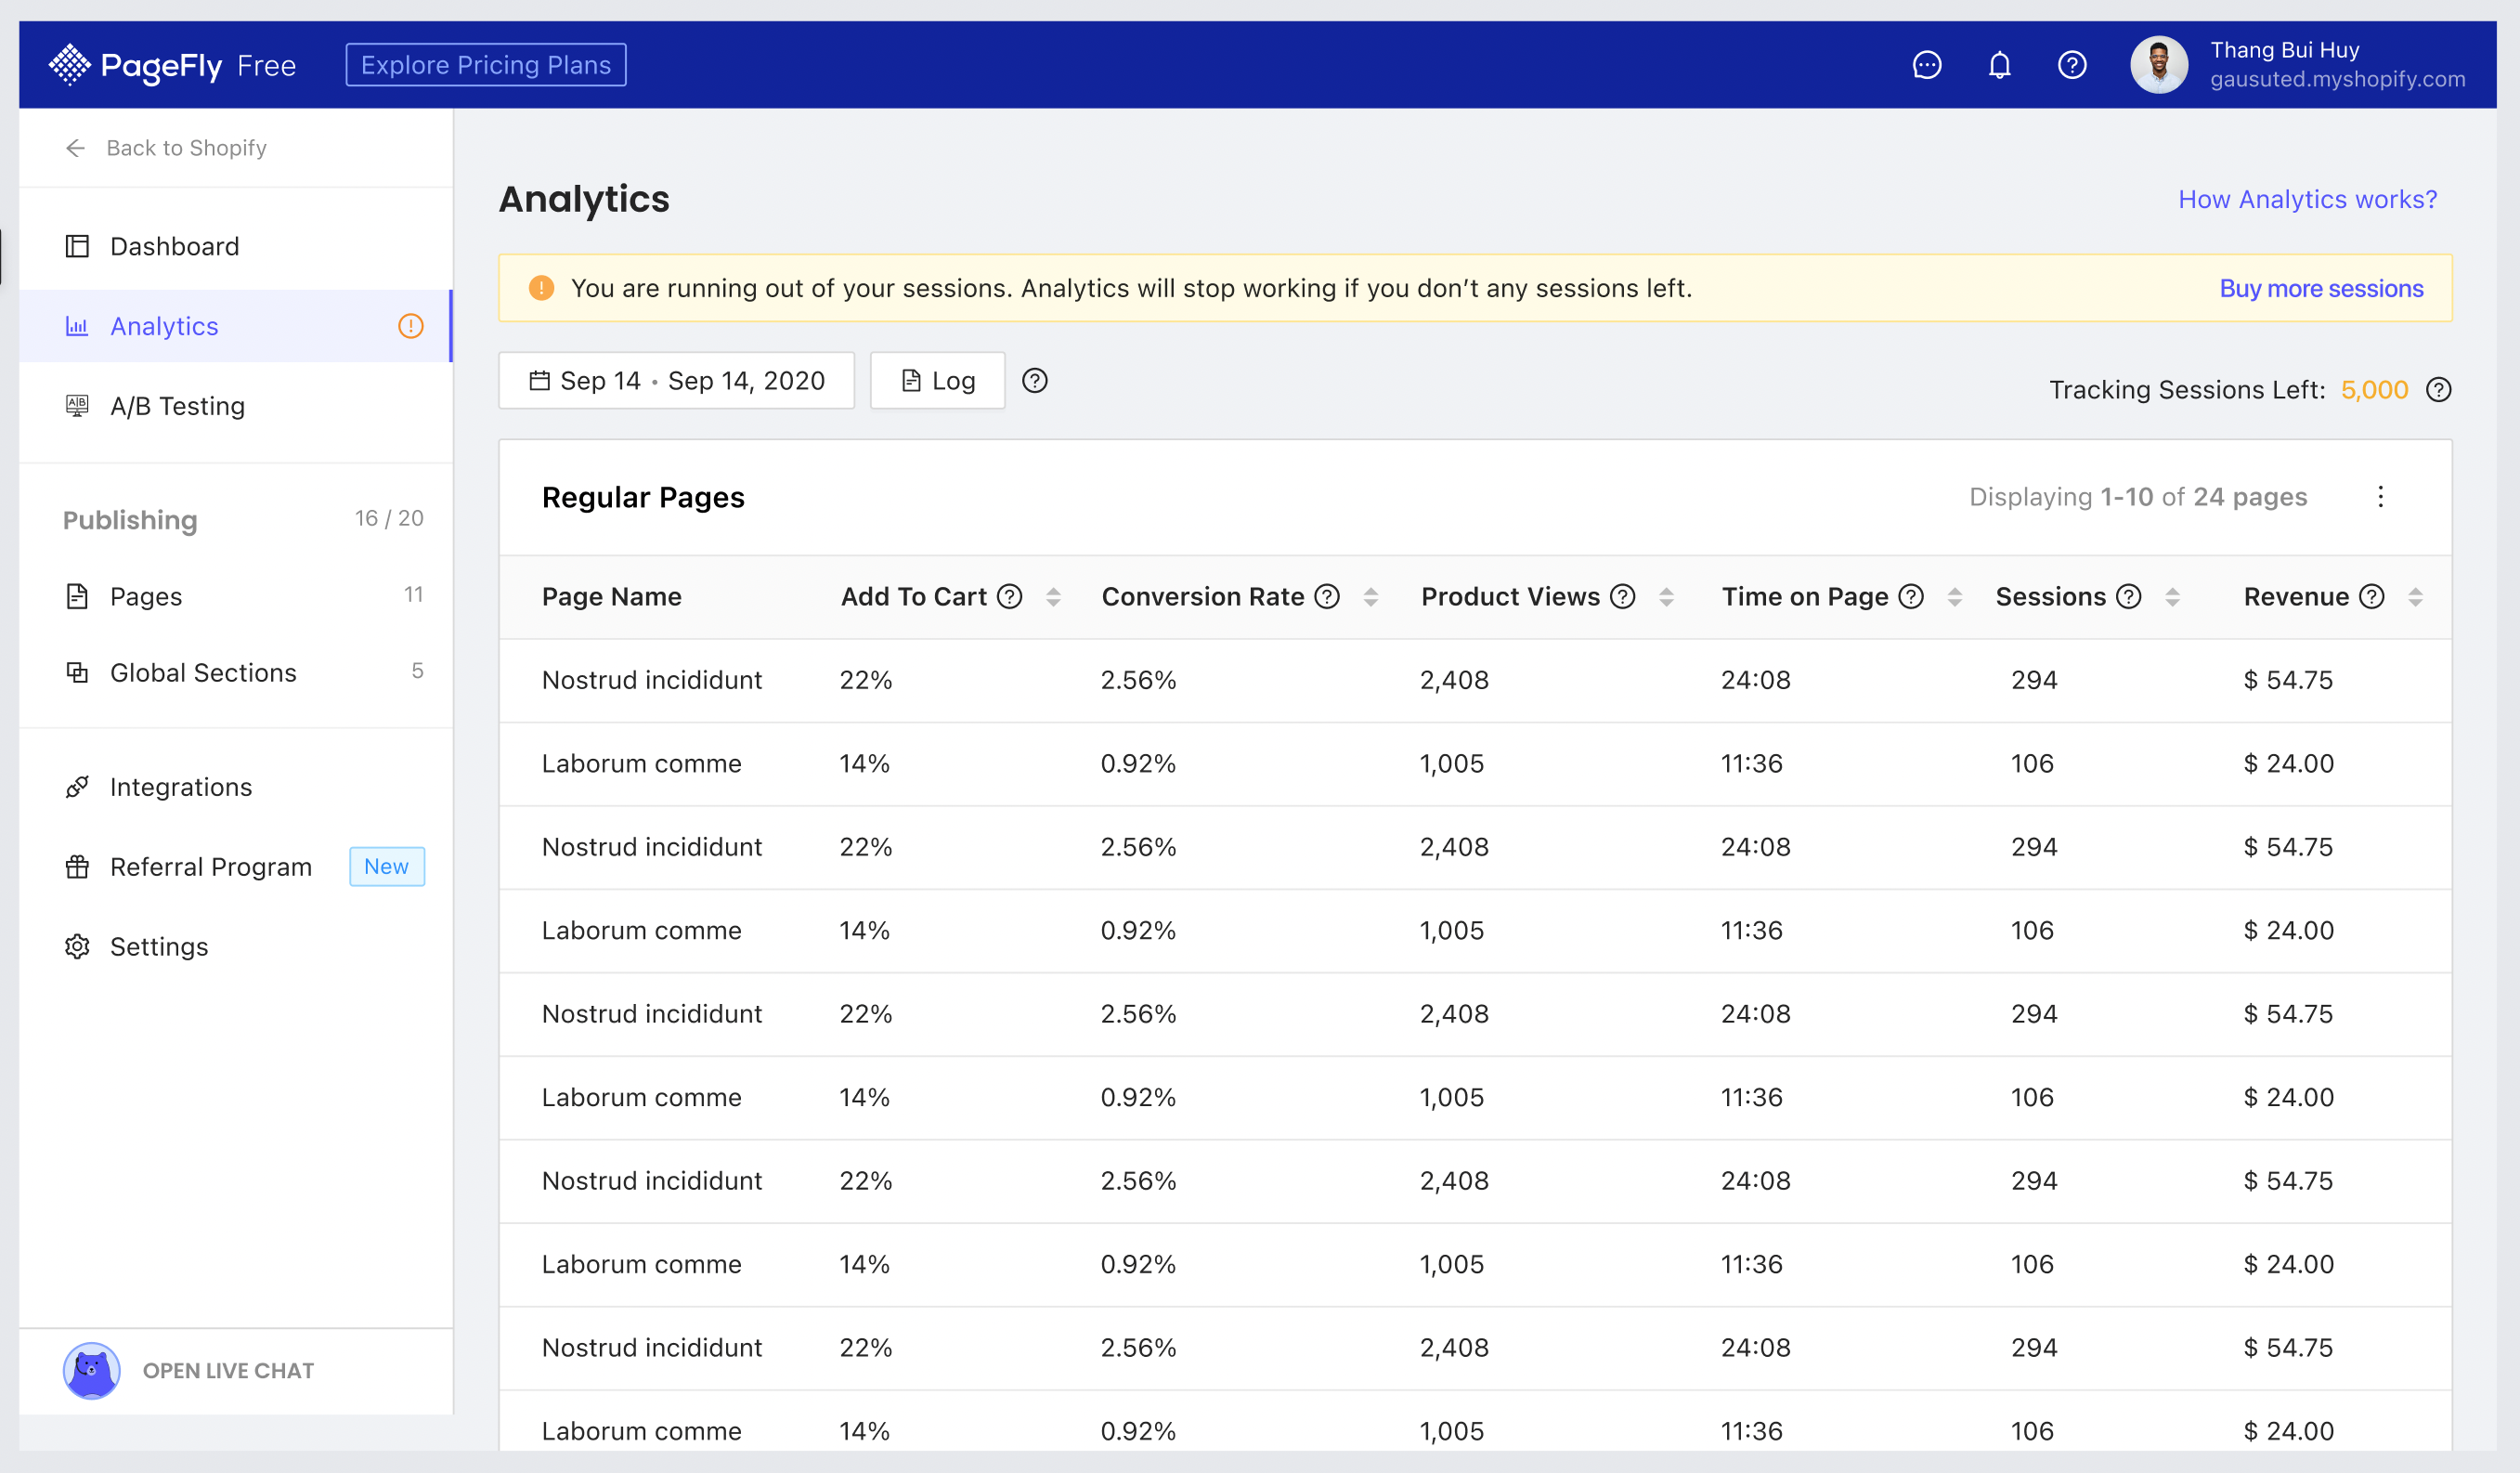 PageFly Free
Explore Pricing Plans
Thang Bui Huy
gausuted.myshopify.com
Back to Shopify
Dashboard
Analytics
A/B Testing
Publishing 16 / 20
Pages 11
Global Sections 5
Integrations
Referral Program New
Settings
OPEN LIVE CHAT
Analytics
How Analytics works?
You are running out of your sessions. Analytics will stop working if you don’t any sessions left.
Buy more sessions
Sep 14 • Sep 14, 2020
Log
Tracking Sessions Left: 5,000
Regular Pages
Displaying 1-10 of 24 pages
Page Name Add To Cart Conversion Rate Product Views Time on Page Sessions Revenue
Nostrud incididunt 22% 2.56% 2,408 24:08 294 $ 54.75
Laborum comme 14% 0.92% 1,005 11:36 106 $ 24.00
Nostrud incididunt 22% 2.56% 2,408 24:08 294 $ 54.75
Laborum comme 14% 0.92% 1,005 11:36 106 $ 24.00
Nostrud incididunt 22% 2.56% 2,408 24:08 294 $ 54.75
Laborum comme 14% 0.92% 1,005 11:36 106 $ 24.00
Nostrud incididunt 22% 2.56% 2,408 24:08 294 $ 54.75
Laborum comme 14% 0.92% 1,005 11:36 106 $ 24.00
Nostrud incididunt 22% 2.56% 2,408 24:08 294 $ 54.75
Laborum comme 14% 0.92% 1,005 11:36 106 $ 24.00